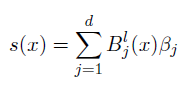 s(x) = \sum_{j=1}^{d} B_j^l(x) \beta_j